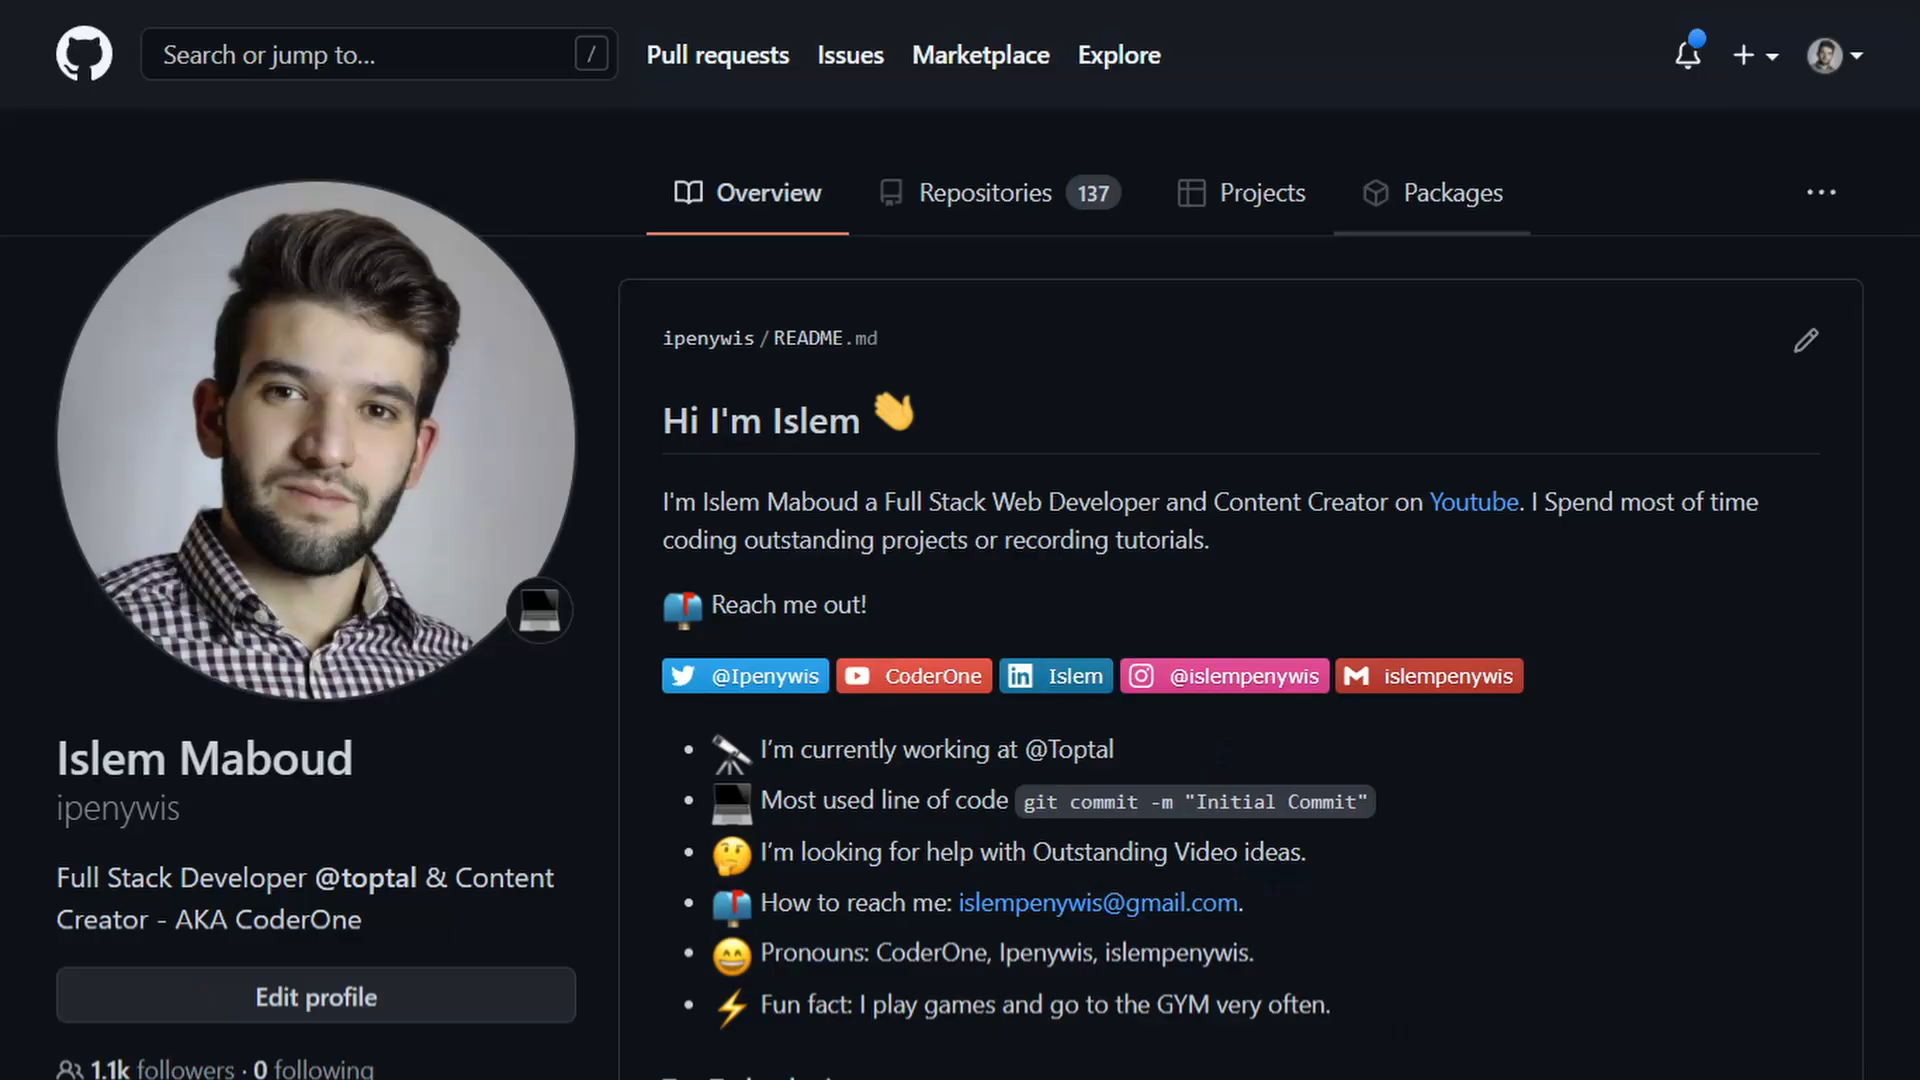 Search or jump to... /
Pull requests Issues Marketplace Explore
Overview Repositories 137 Projects Packages
ipenywis/README.md
Hi I'm Islem 👋
I'm Islem Maboud a Full Stack Web Developer and Content Creator on Youtube. I Spend most of time
coding outstanding projects or recording tutorials.
📫 Reach me out!
@Ipenywis CoderOne Islem @islempenywis islempenywis
• 🔭 I’m currently working at @Toptal
• 💻 Most used line of code git commit -m "Initial Commit"
• 🤔 I’m looking for help with Outstanding Video ideas.
• 📫 How to reach me: islempenywis@gmail.com.
• 😄 Pronouns: CoderOne, Ipenywis, islempenywis.
• ⚡ Fun fact: I play games and go to the GYM very often.
Islem Maboud
ipenywis
Full Stack Developer @toptal & Content
Creator - AKA CoderOne
Edit profile
1.1k followers · 0 following